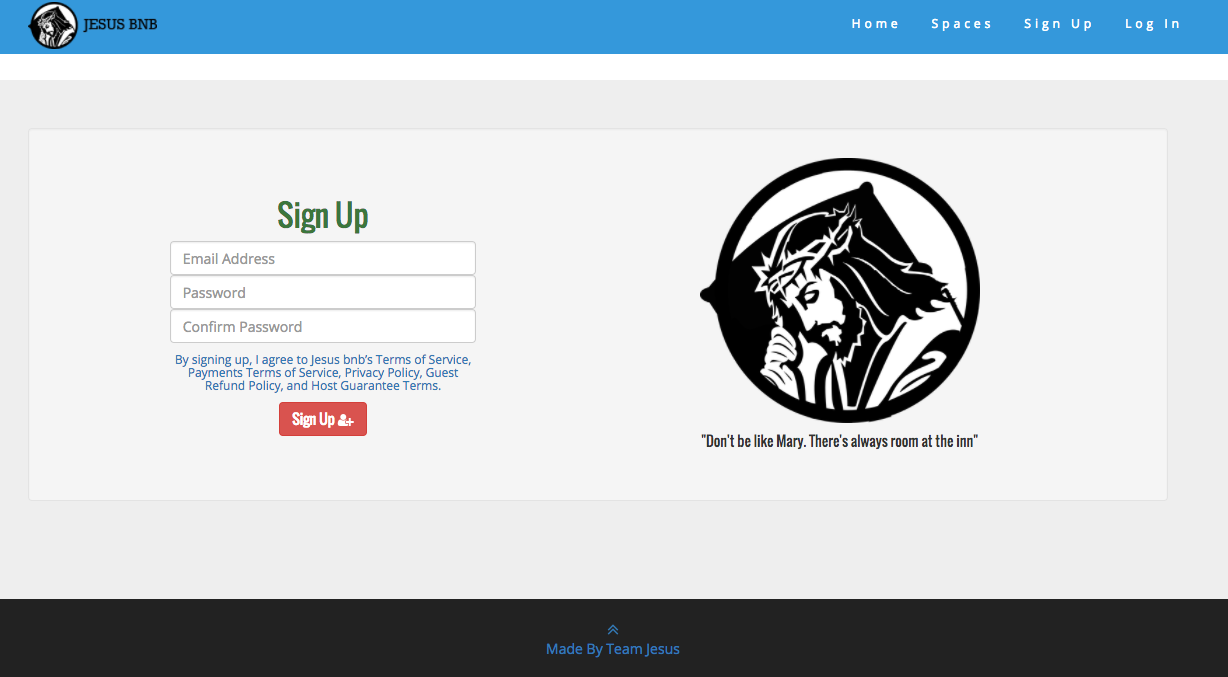 JESUS BNB
Home Spaces Sign Up Log In
Sign Up
Email Address
Password
Confirm Password
By signing up, I agree to Jesus bnb's Terms of Service,
Payments Terms of Service, Privacy Policy, Guest
Refund Policy, and Host Guarantee Terms.
Sign Up
"Don't be like Mary. There's always room at the inn"
Made By Team Jesus